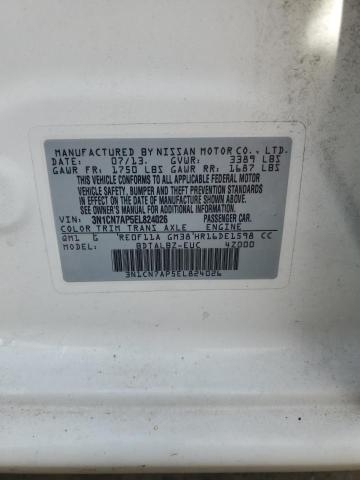 MANUFACTURED BY NISSAN MOTOR CO., LTD.
DATE: 07/13. GVWR: 3389 LBS
GAWR FR: 1750 LBS GAWR RR: 1687 LBS
THIS VEHICLE CONFORMS TO ALL APPLICABLE FEDERAL MOTOR
VEHICLE SAFETY, BUMPER AND THEFT PREVENTION STANDARDS
IN EFFECT ON THE DATE OF MANUFACTURE SHOWN ABOVE.
SEE OWNER'S MANUAL FOR ADDITIONAL INFORMATION.
VIN: 3N1CN7AP5EL824026 PASSENGER CAR.
COLOR TRIM TRANS AXLE ENGINE
QM1 G 'RE0F11A GM38'HR16DE1598 CC
MODEL: BDTALBZ-EUC 4Z000
3N1CN7AP5EL824026